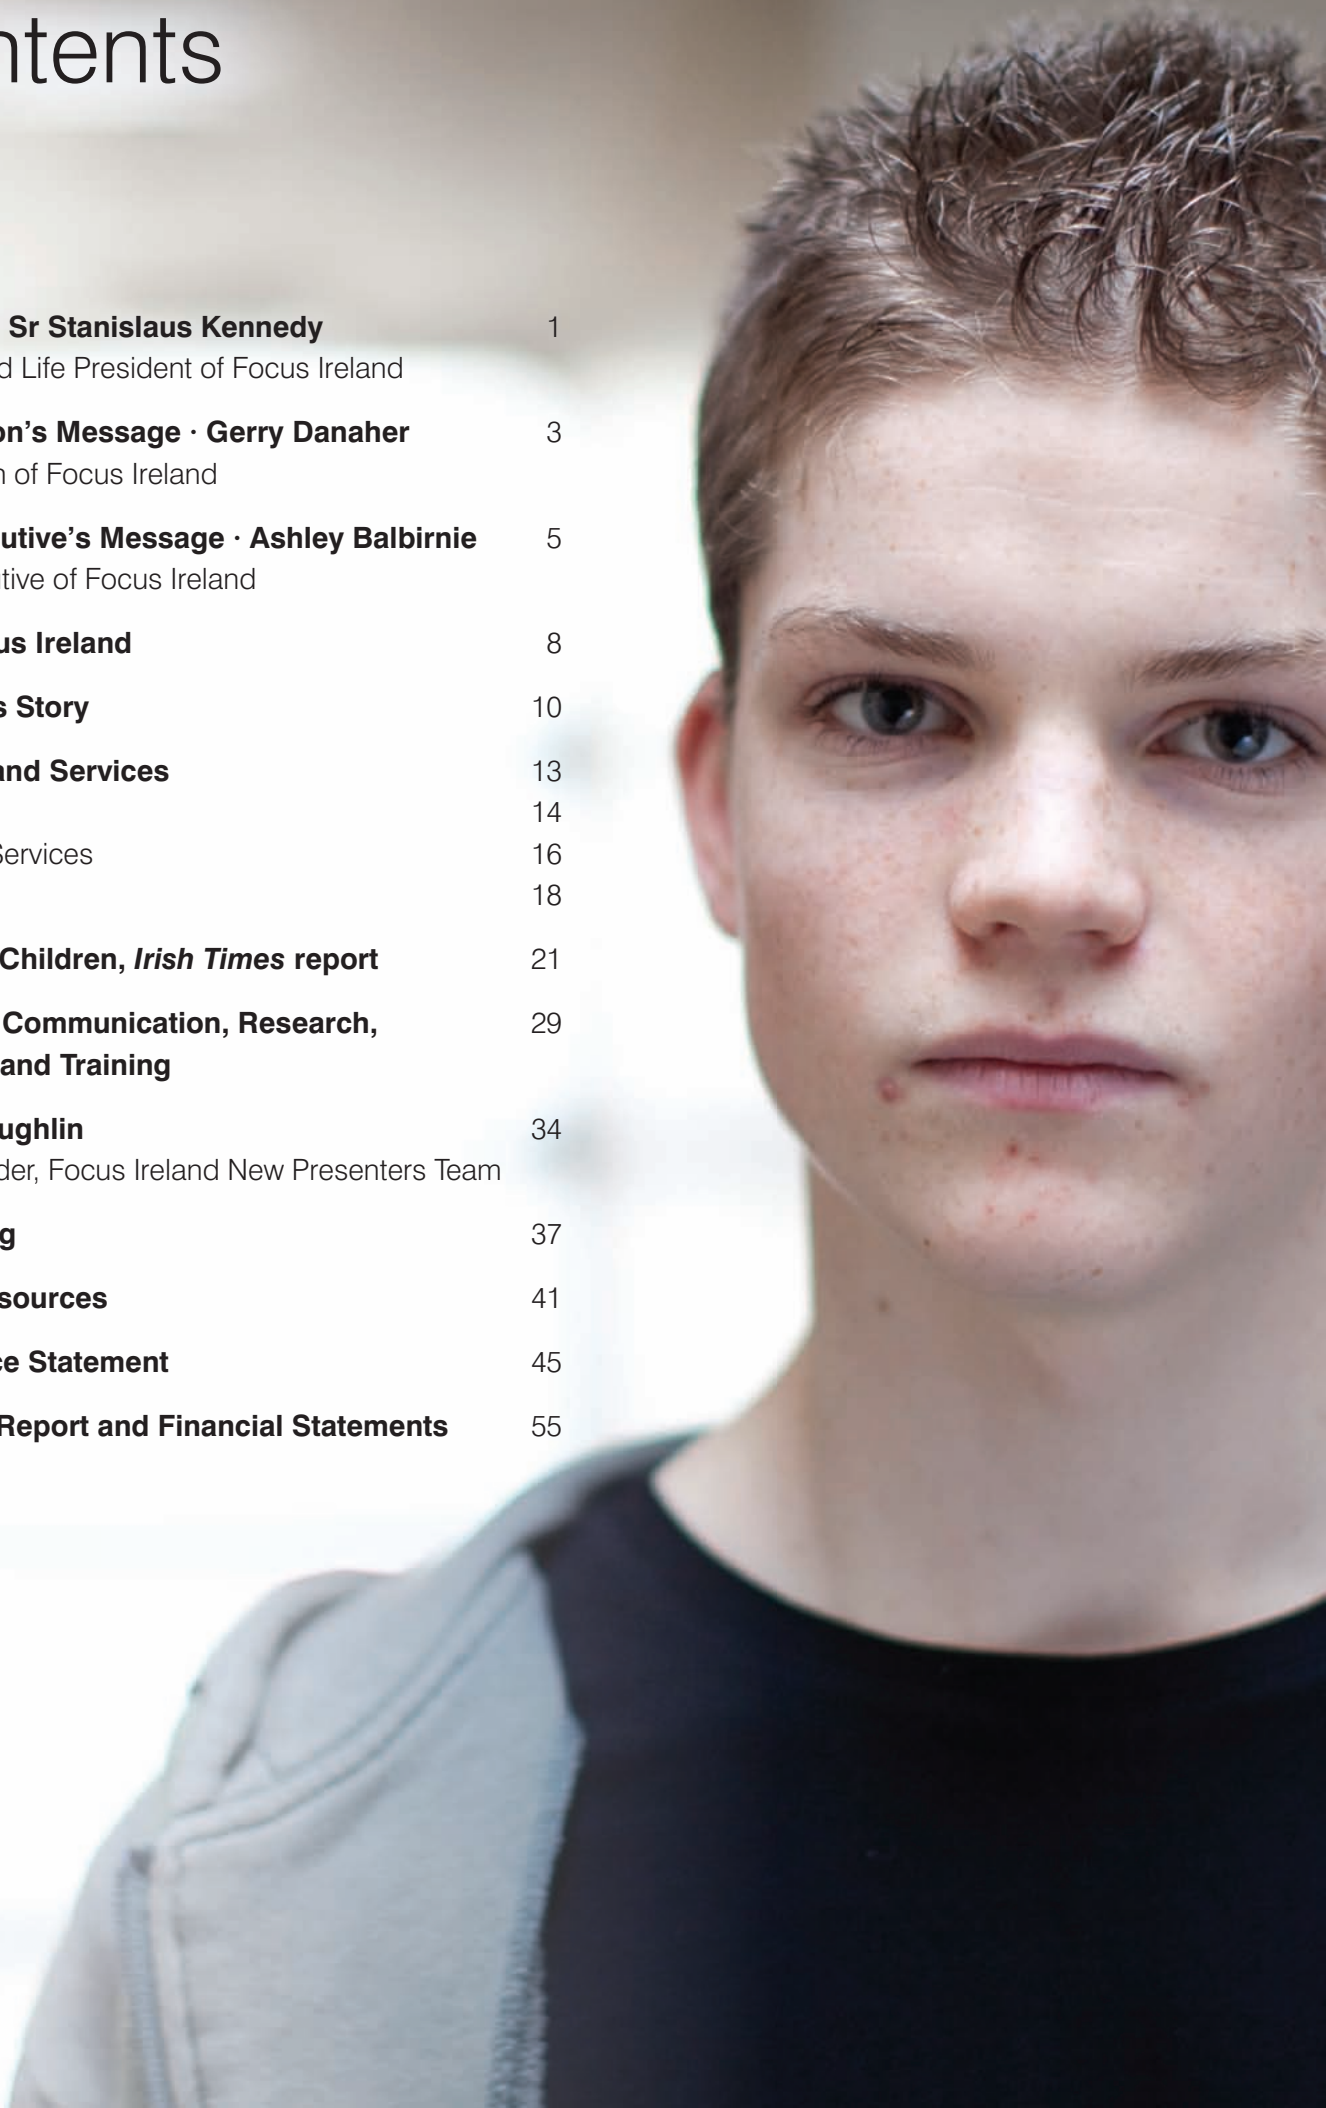 ntents
Sr Stanislaus Kennedy 1
d Life President of Focus Ireland
on's Message · Gerry Danaher 3
n of Focus Ireland
utive's Message · Ashley Balbirnie 5
utive of Focus Ireland
us Ireland 8
s Story 10
and Services 13
14
Services 16
18
Children, Irish Times report 21
Communication, Research, 29
and Training
ughlin 34
der, Focus Ireland New Presenters Team
g 37
sources 41
ce Statement 45
Report and Financial Statements 55